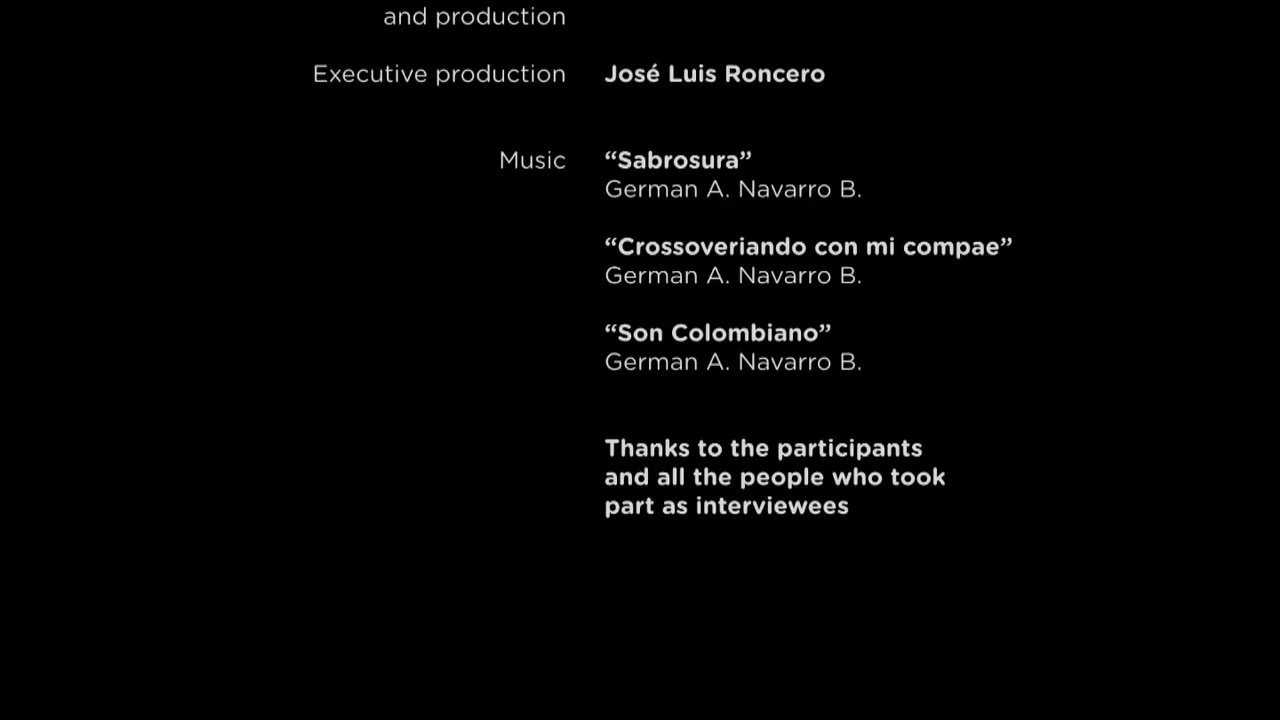 and production
Executive production José Luis Roncero
Music “Sabrosura”
German A. Navarro B.
“Crossoveriando con mi compae”
German A. Navarro B.
“Son Colombiano”
German A. Navarro B.
Thanks to the participants
and all the people who took
part as interviewees